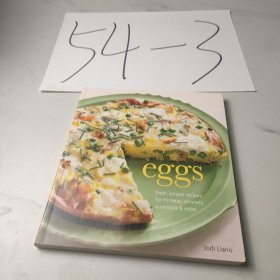 54-3
eggs
fresh, simple recipes
for frittatas, omelets,
scrambles & more
Jodi Liano